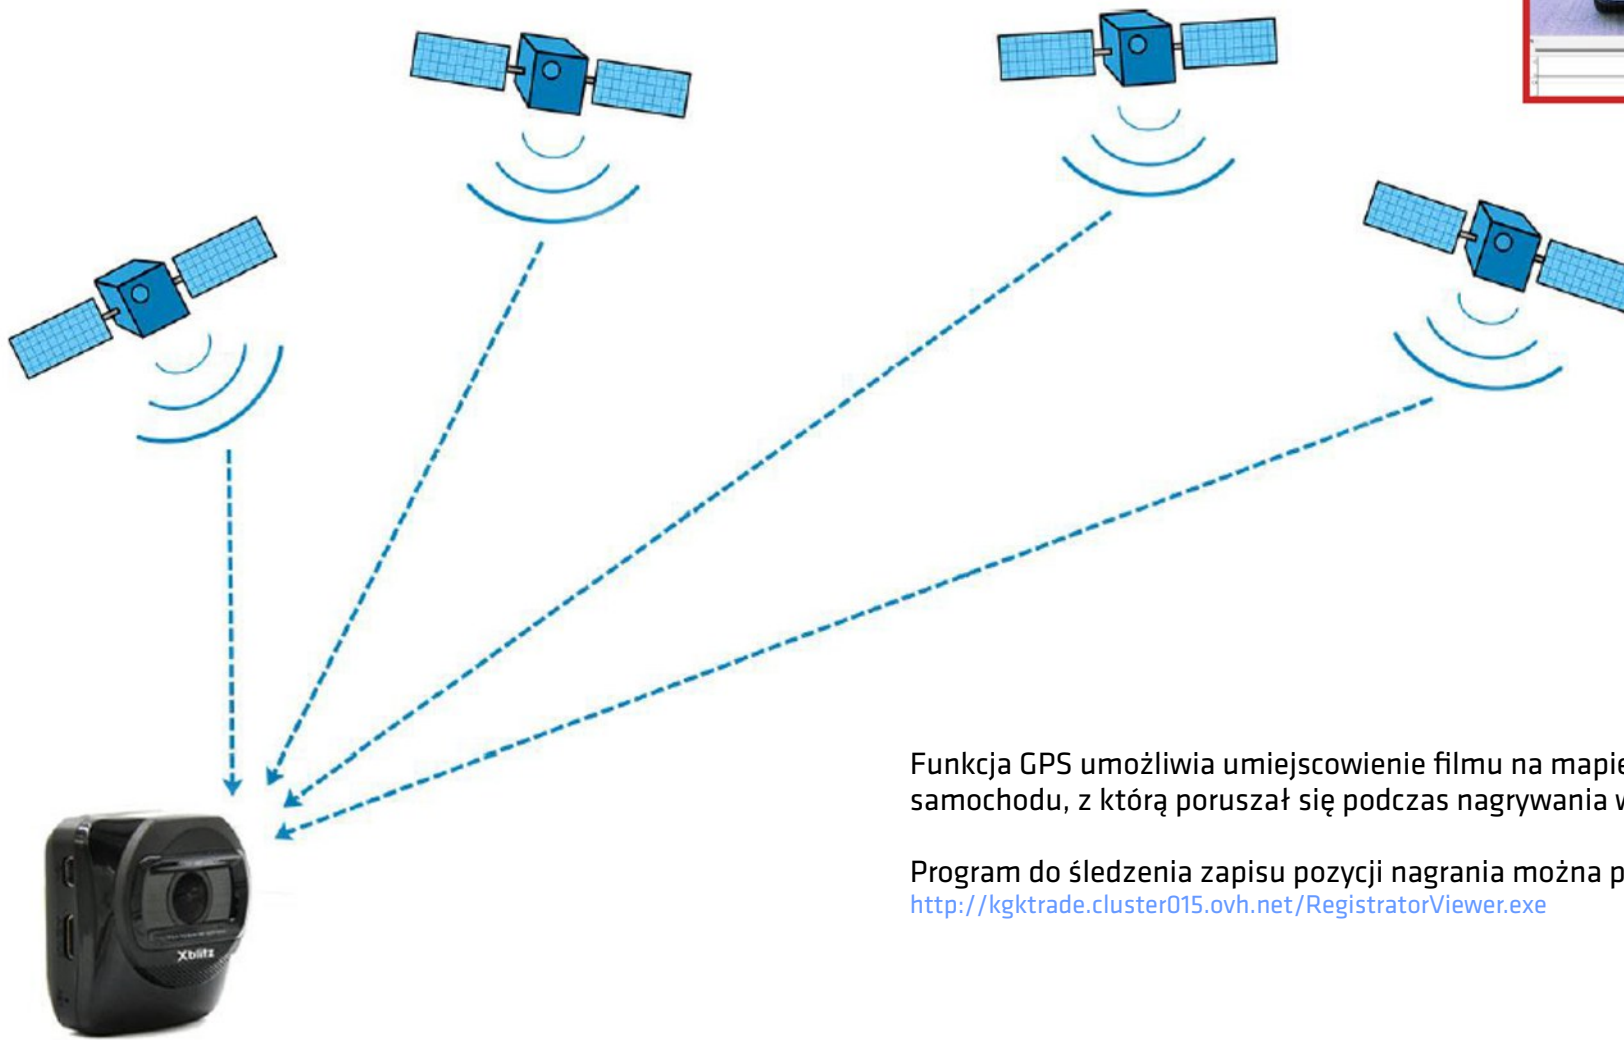 Funkcja GPS umożliwia umiejscowienie filmu na mapie
samochodu, z którą poruszał się podczas nagrywania
Program do śledzenia zapisu pozycji nagrania można
http://kgktrade.cluster015.ovh.net/RegistratorViewer.exe
Xblitz